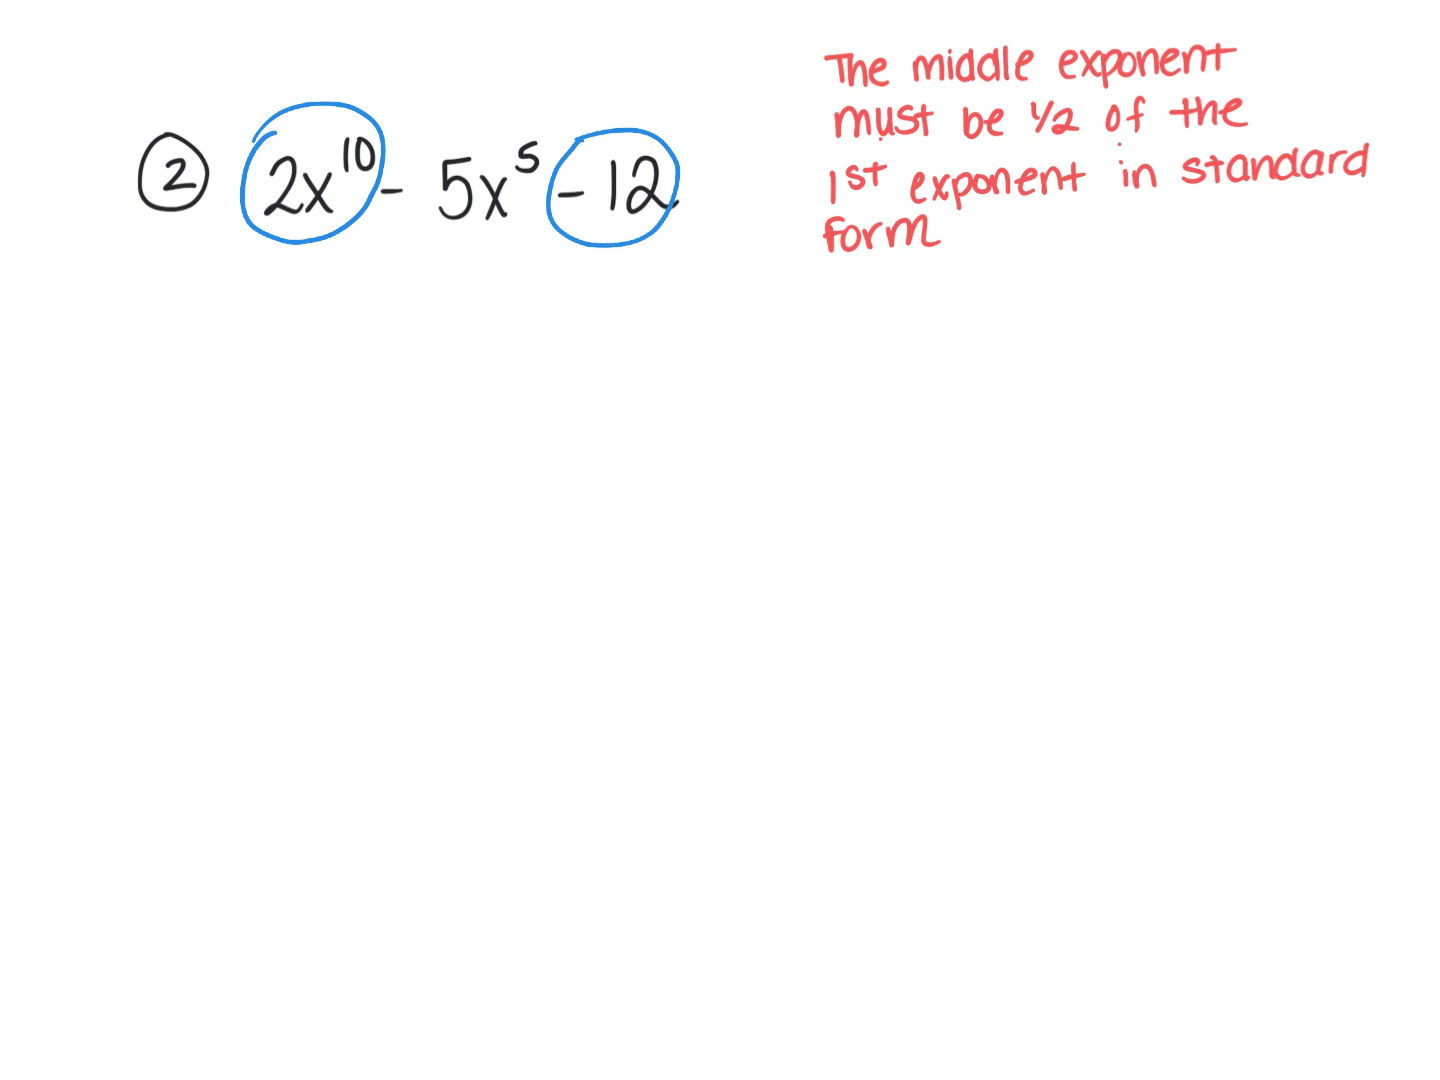 ② 2x¹⁰ - 5x⁵ - 12
The middle exponent
must be 1/2 of the
1st exponent in standard
form